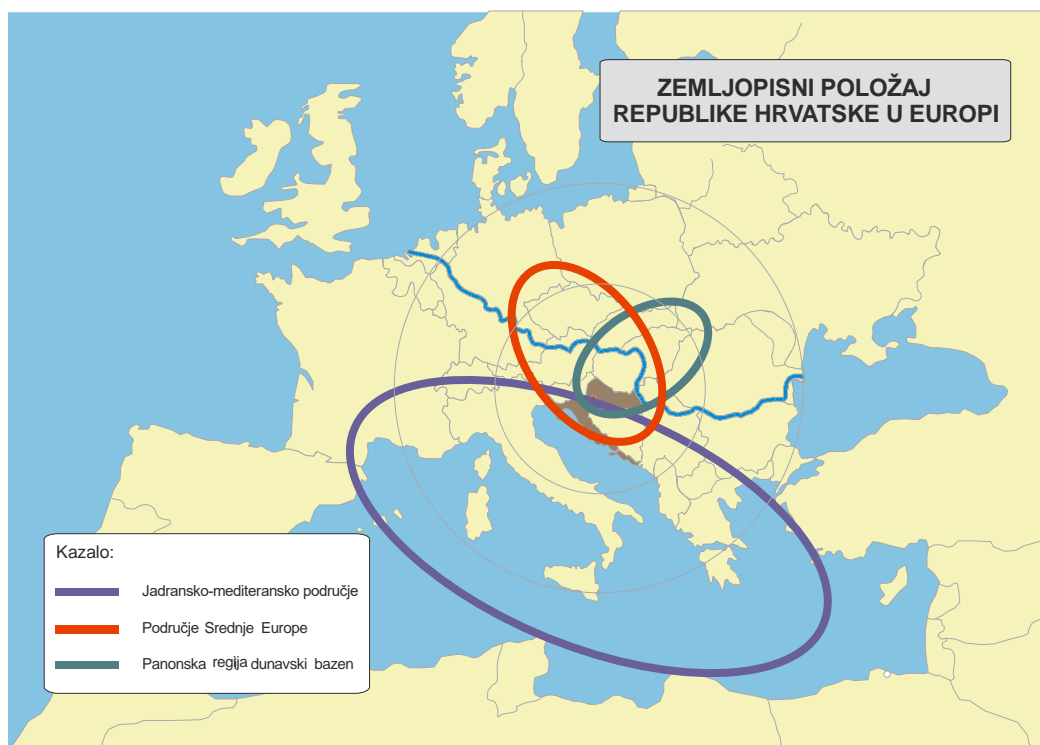 ZEMLJOPISNI POLOŽAJ
REPUBLIKE HRVATSKE U EUROPI
Kazalo:
Jadransko-mediteransko područje
Područje Srednje Europe
Panonska regija dunavski bazen